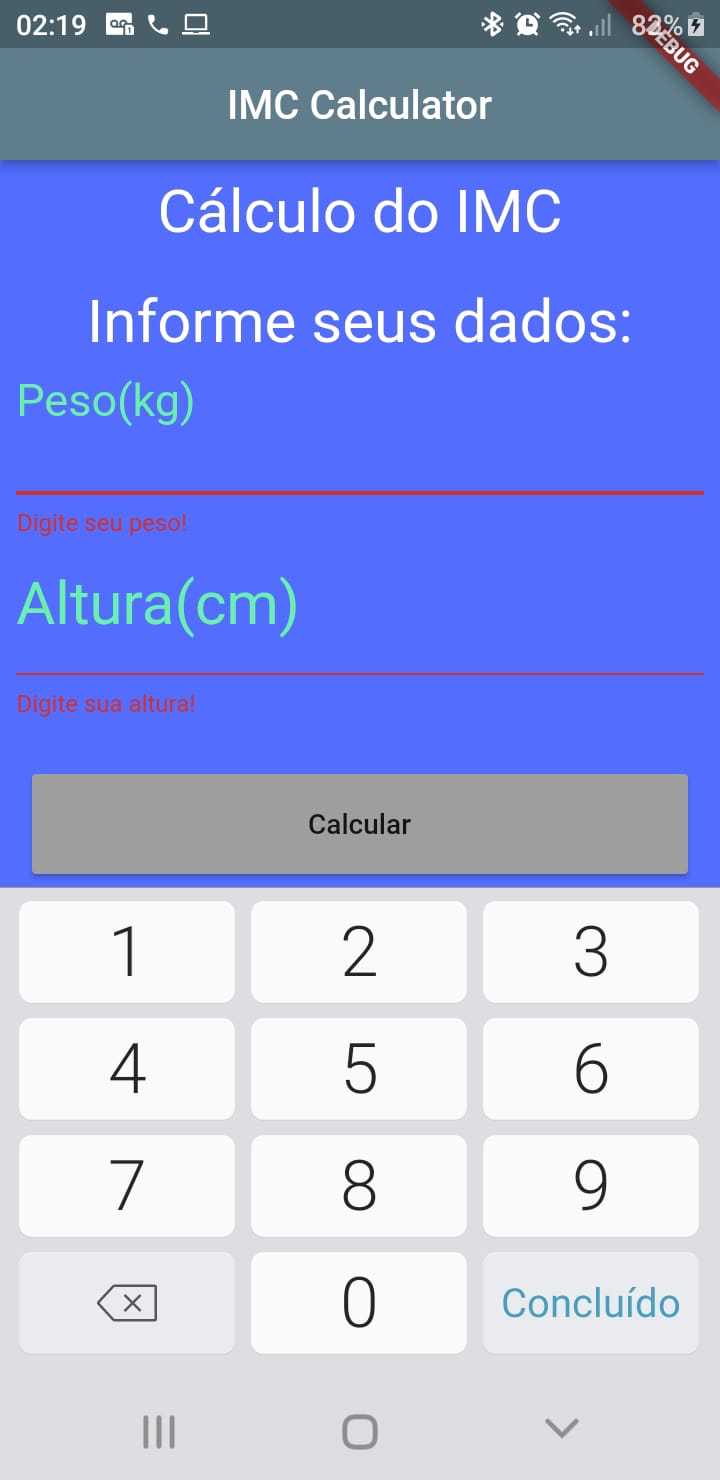 02:19
82%
DEBUG
IMC Calculator
Cálculo do IMC
Informe seus dados:
Peso(kg)
Digite seu peso!
Altura(cm)
Digite sua altura!
Calcular
1 2 3
4 5 6
7 8 9
0 Concluído